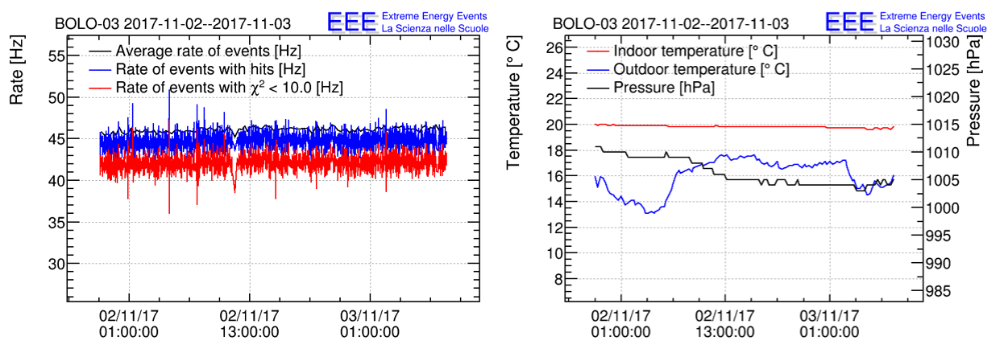 BOLO-03 2017-11-02--2017-11-03
EEE Extreme Energy Events
La Scienza nelle Scuole
Rate [Hz]
Average rate of events [Hz]
Rate of events with hits [Hz]
Rate of events with χ² < 10.0 [Hz]
55
50
45
40
35
30
02/11/17 02/11/17 03/11/17
01:00:00 13:00:00 01:00:00
BOLO-03 2017-11-02--2017-11-03
EEE Extreme Energy Events
La Scienza nelle Scuole
Temperature [° C]
Indoor temperature [° C]
Outdoor temperature [° C]
Pressure [hPa]
26
24
22
20
18
16
14
12
10
8
Pressure [hPa]
1030
1025
1020
1015
1010
1005
1000
995
990
985
02/11/17 02/11/17 03/11/17
01:00:00 13:00:00 01:00:00